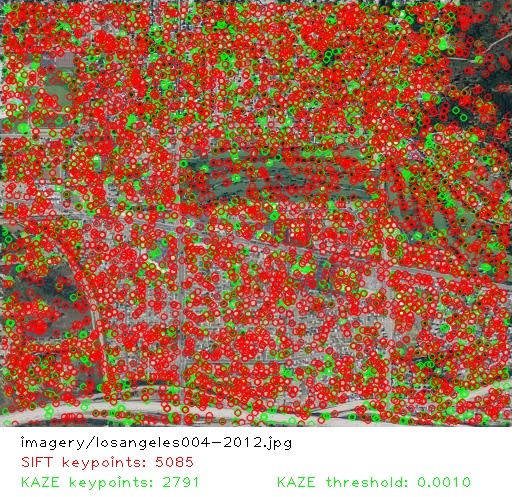 imagery/losangeles004-2012.jpg
SIFT keypoints: 5085
KAZE keypoints: 2791 KAZE threshold: 0.0010